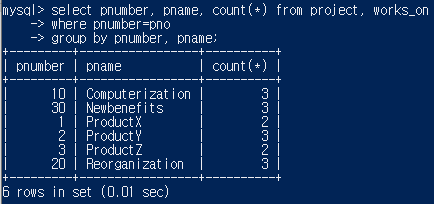 mysql> select pnumber, pname, count(*) from project, works_on
    -> where pnumber=pno
    -> group by pnumber, pname;
+---------+-----------------+----------+
| pnumber | pname           | count(*) |
+---------+-----------------+----------+
|      10 | Computerization |        3 |
|      30 | Newbenefits     |        3 |
|       1 | ProductX        |        2 |
|       2 | ProductY        |        3 |
|       3 | ProductZ        |        2 |
|      20 | Reorganization  |        3 |
+---------+-----------------+----------+
6 rows in set (0.01 sec)